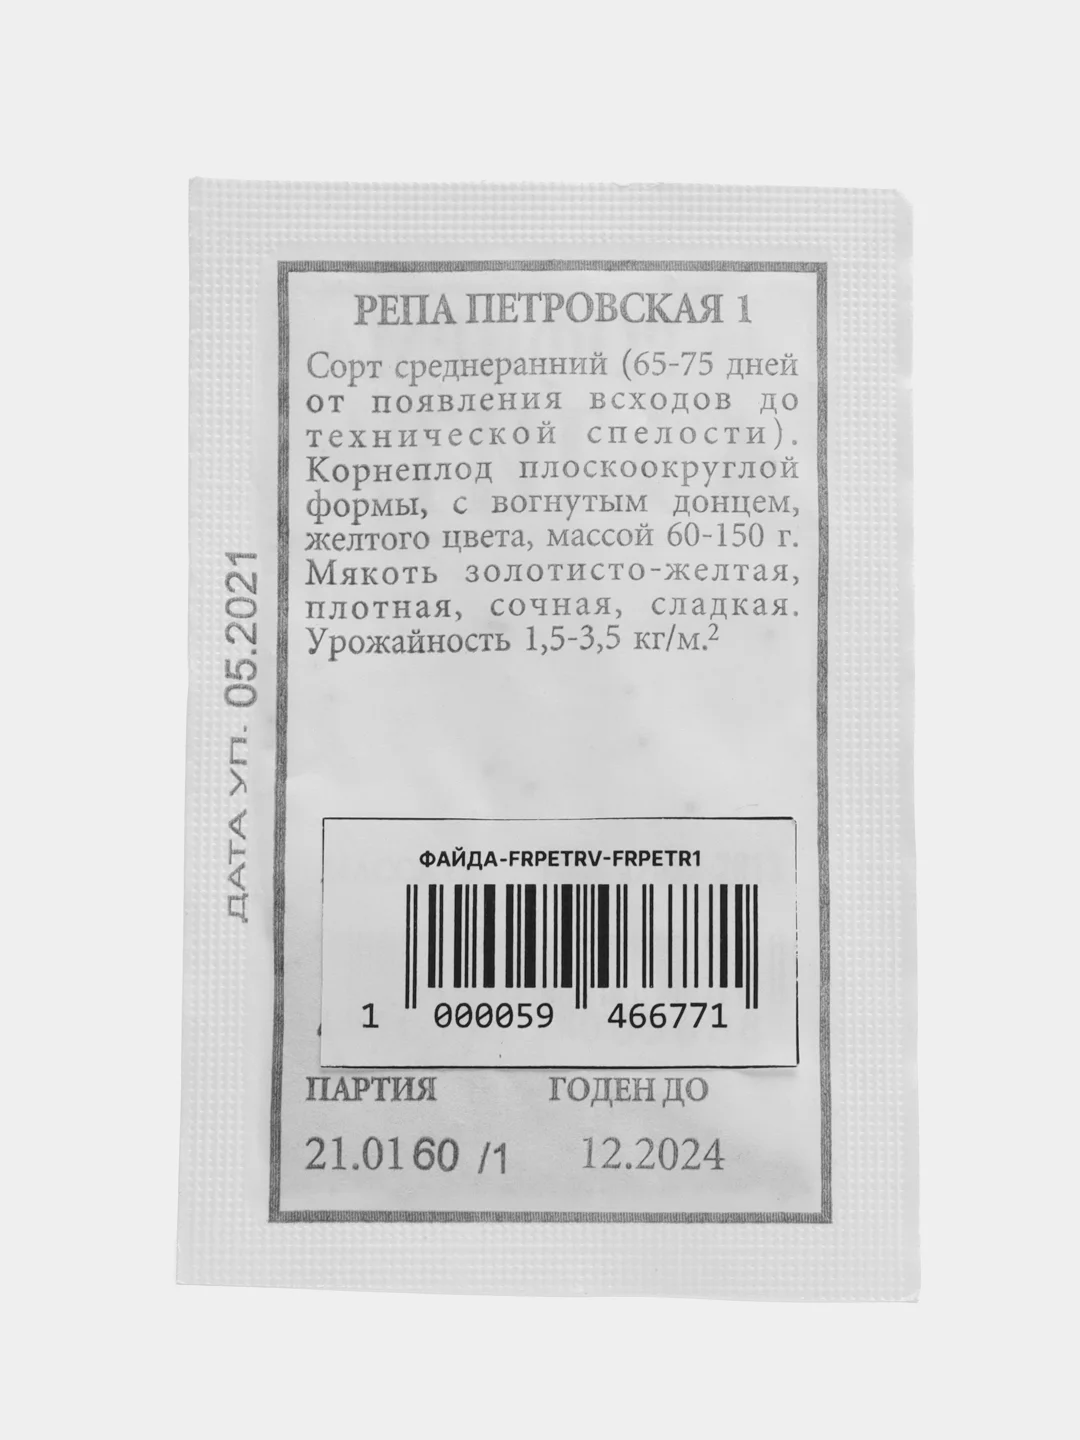 РЕПА ПЕТРОВСКАЯ 1
Сорт среднеранний (65-75 дней
от появления всходов до
технической спелости).
Корнеплод плоскоокруглой
формы, с вогнутым донцем,
желтого цвета, массой 60-150 г.
Мякоть золотисто-желтая,
плотная, сочная, сладкая.
Урожайность 1,5-3,5 кг/м.²
ДАТА УП. 05.2021
ФАЙДА-FRPETRV-FRPETR1
1 000059 466771
ПАРТИЯ ГОДЕН ДО
21.0160 /1 12.2024